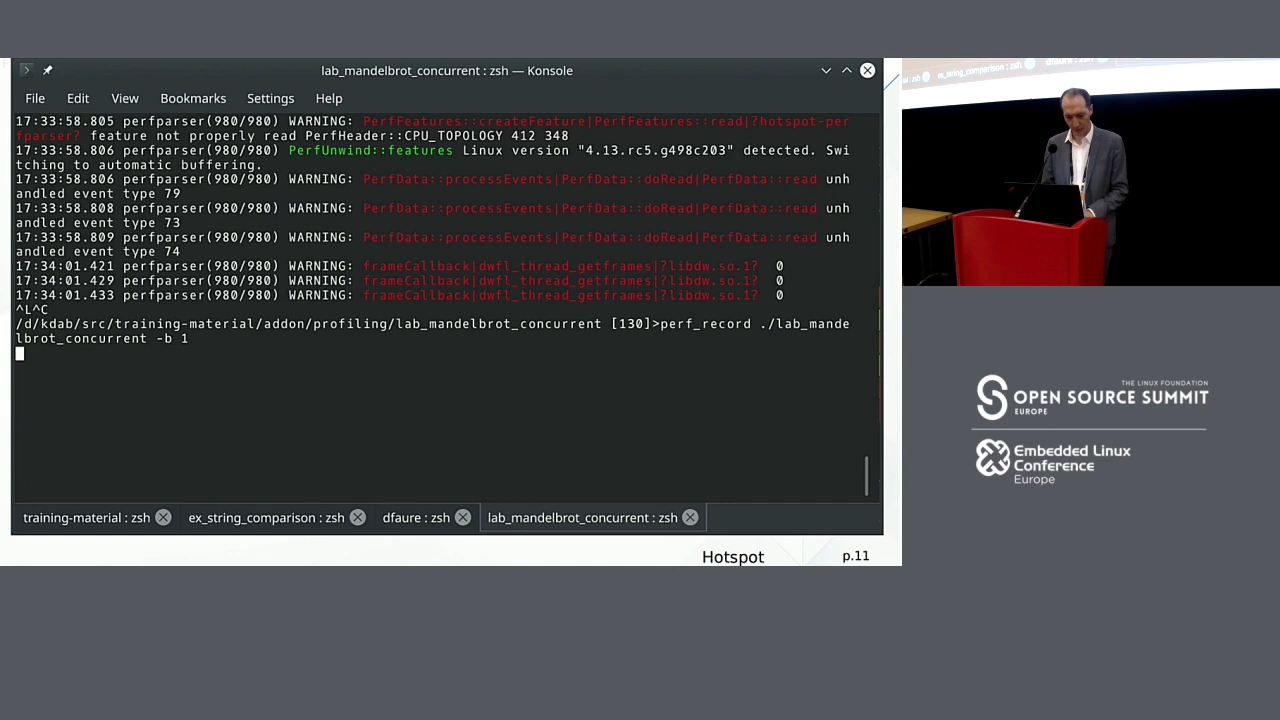 lab_mandelbrot_concurrent : zsh — Konsole
File Edit View Bookmarks Settings Help
17:33:58.805 perfparser(980/980) WARNING: PerfFeatures::createFeature|PerfFeatures::read|?hotspot-per
fparser? feature not properly read PerfHeader::CPU_TOPOLOGY 412 348
17:33:58.806 perfparser(980/980) PerfUnwind::features Linux version "4.13.rc5.g498c203" detected. Swi
tching to automatic buffering.
17:33:58.806 perfparser(980/980) WARNING: PerfData::processEvents|PerfData::doRead|PerfData::read unh
andled event type 79
17:33:58.808 perfparser(980/980) WARNING: PerfData::processEvents|PerfData::doRead|PerfData::read unh
andled event type 73
17:33:58.809 perfparser(980/980) WARNING: PerfData::processEvents|PerfData::doRead|PerfData::read unh
andled event type 74
17:34:01.421 perfparser(980/980) WARNING: frameCallback|dwfl_thread_getframes|?libdw.so.1? 0
17:34:01.429 perfparser(980/980) WARNING: frameCallback|dwfl_thread_getframes|?libdw.so.1? 0
17:34:01.433 perfparser(980/980) WARNING: frameCallback|dwfl_thread_getframes|?libdw.so.1? 0
^L^C
/d/kdab/src/training-material/addon/profiling/lab_mandelbrot_concurrent [130]>perf_record ./lab_mande
lbrot_concurrent -b 1
training-material : zsh ex_string_comparison : zsh dfaure : zsh lab_mandelbrot_concurrent : zsh
Hotspot p.11
ex_string_comparison : zsh dfaure : zsh
THE LINUX FOUNDATION
OPEN SOURCE SUMMIT
EUROPE
Embedded Linux
Conference
Europe